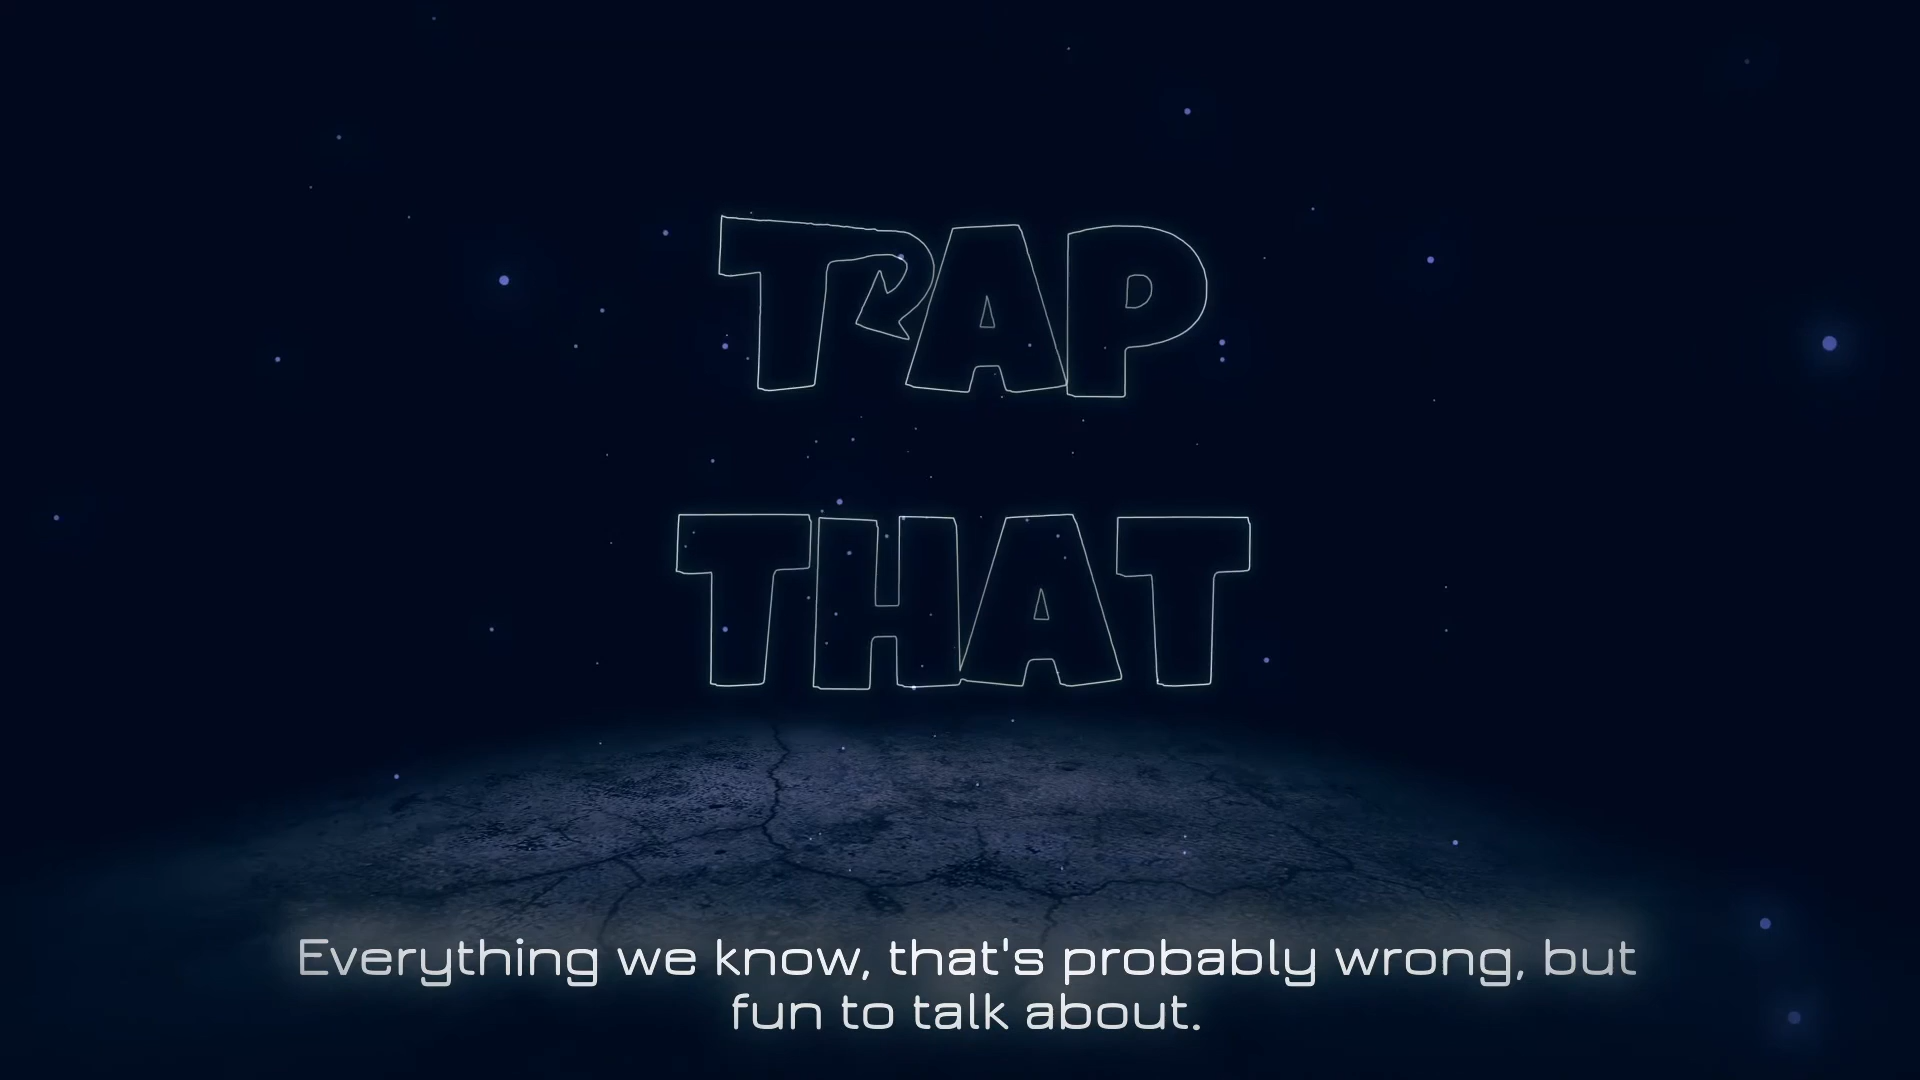 TRAP
THAT
Everything we know, that's probably wrong, but
fun to talk about.